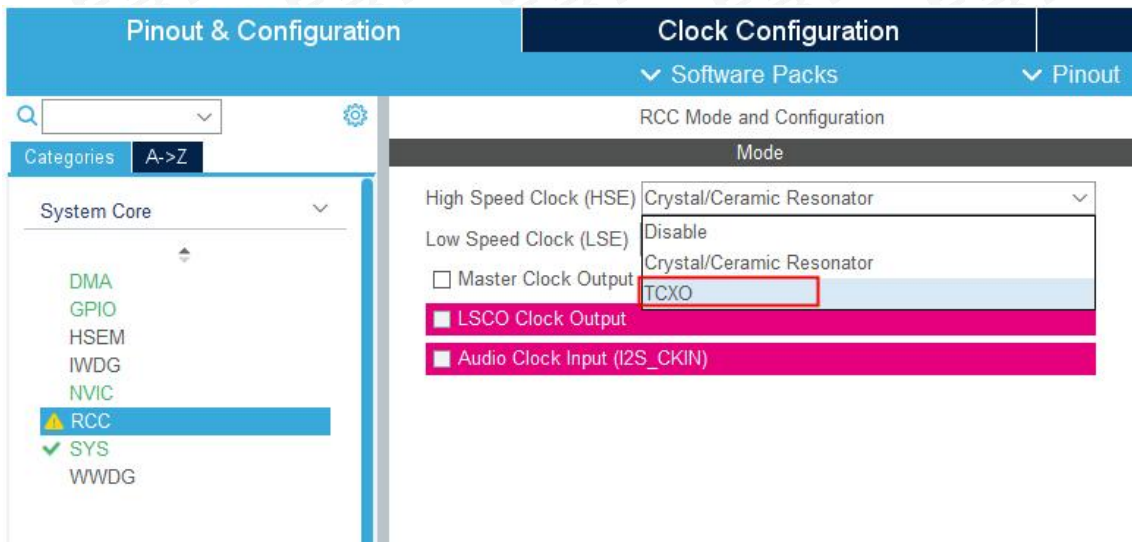 Pinout & Configuration
Clock Configuration
Software Packs
Pinout
RCC Mode and Configuration
Categories
A->Z
Mode
System Core
High Speed Clock (HSE) Crystal/Ceramic Resonator
Low Speed Clock (LSE)
Disable
Crystal/Ceramic Resonator
TCXO
Master Clock Output
LSCO Clock Output
Audio Clock Input (I2S_CKIN)
DMA
GPIO
HSEM
IWDG
NVIC
RCC
SYS
WWDG